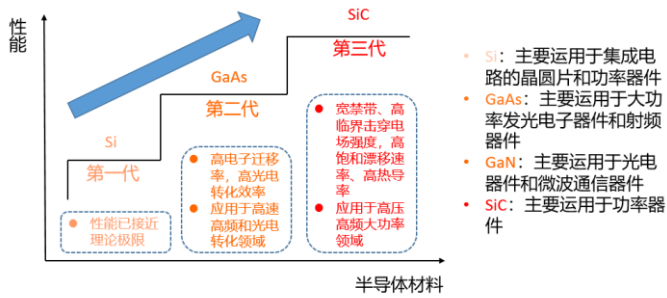 性能
SiC
第三代
GaAs
第二代
Si
第一代
性能已接近
理论极限
高电子迁移
率，高光电
转化效率
应用于高速
高频和光电
转化领域
宽禁带、高
临界击穿电
场强度，高
饱和漂移速
率、高热导
率
应用于高压
高频大功率
领域
半导体材料
Si：主要运用于集成电
路的晶圆片和功率器件
GaAs：主要运用于大功
率发光电子器件和射频
器件
GaN：主要运用于光电
器件和微波通信器件
SiC：主要运用于功率器
件